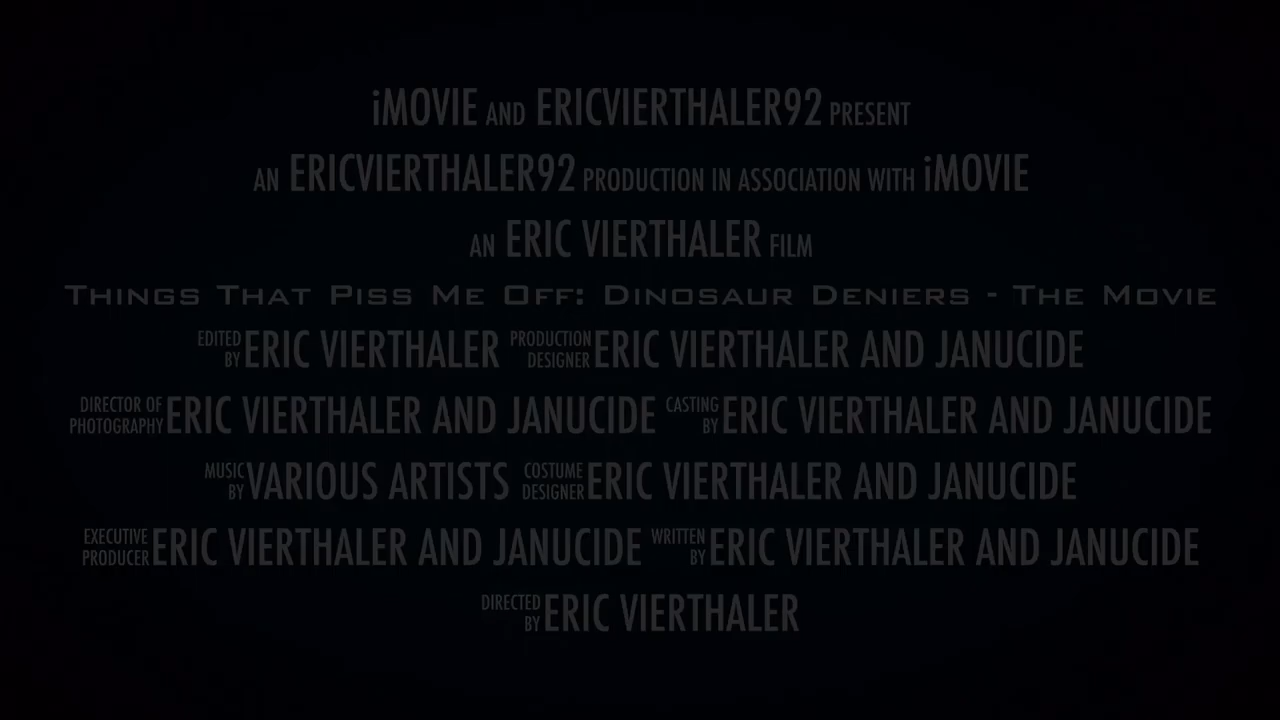 iMOVIE AND ERICVIERTHALER92 PRESENT
AN ERICVIERTHALER92 PRODUCTION IN ASSOCIATION WITH iMOVIE
AN ERIC VIERTHALER FILM
THINGS THAT PISS ME OFF: DINOSAUR DENIERS - THE MOVIE
EDITED BY ERIC VIERTHALER PRODUCTION DESIGNER ERIC VIERTHALER AND JANUCIDE
DIRECTOR OF PHOTOGRAPHY ERIC VIERTHALER AND JANUCIDE CASTING BY ERIC VIERTHALER AND JANUCIDE
MUSIC BY VARIOUS ARTISTS COSTUME DESIGNER ERIC VIERTHALER AND JANUCIDE
EXECUTIVE PRODUCER ERIC VIERTHALER AND JANUCIDE WRITTEN BY ERIC VIERTHALER AND JANUCIDE
DIRECTED BY ERIC VIERTHALER